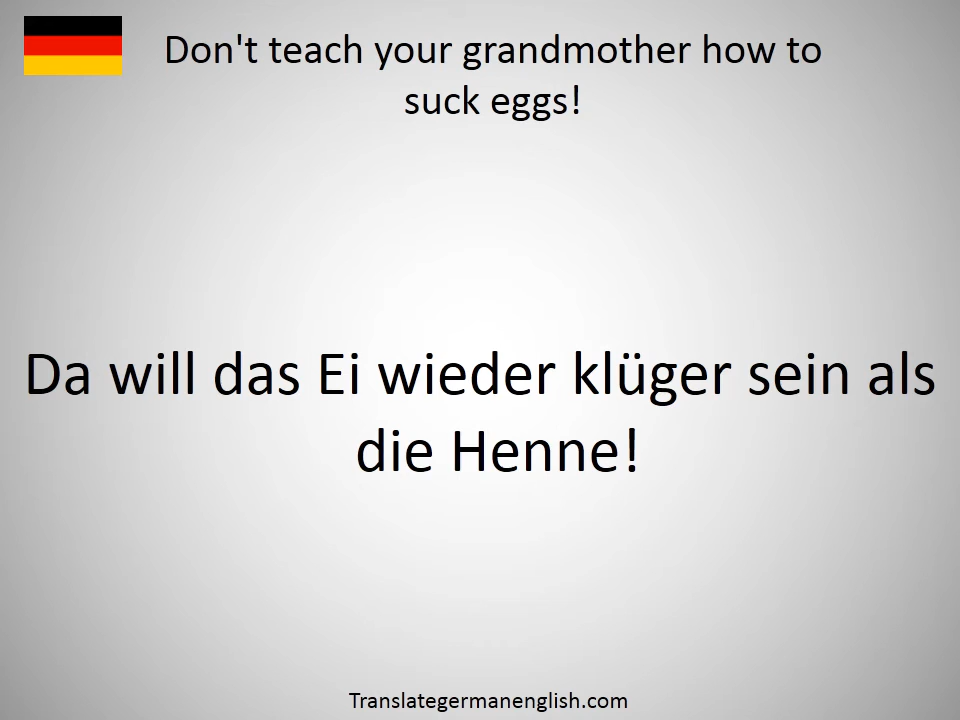 Don't teach your grandmother how to
suck eggs!
Da will das Ei wieder klüger sein als
die Henne!
Translategermanenglish.com